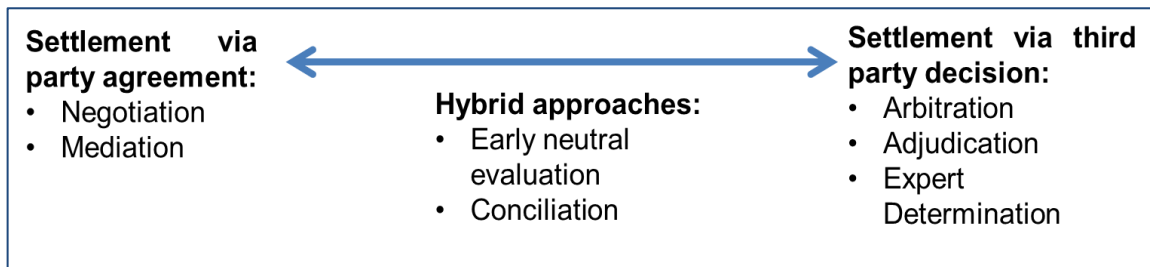 Settlement via
party agreement:
• Negotiation
• Mediation
Hybrid approaches:
• Early neutral
evaluation
• Conciliation
Settlement via third
party decision:
• Arbitration
• Adjudication
• Expert
Determination